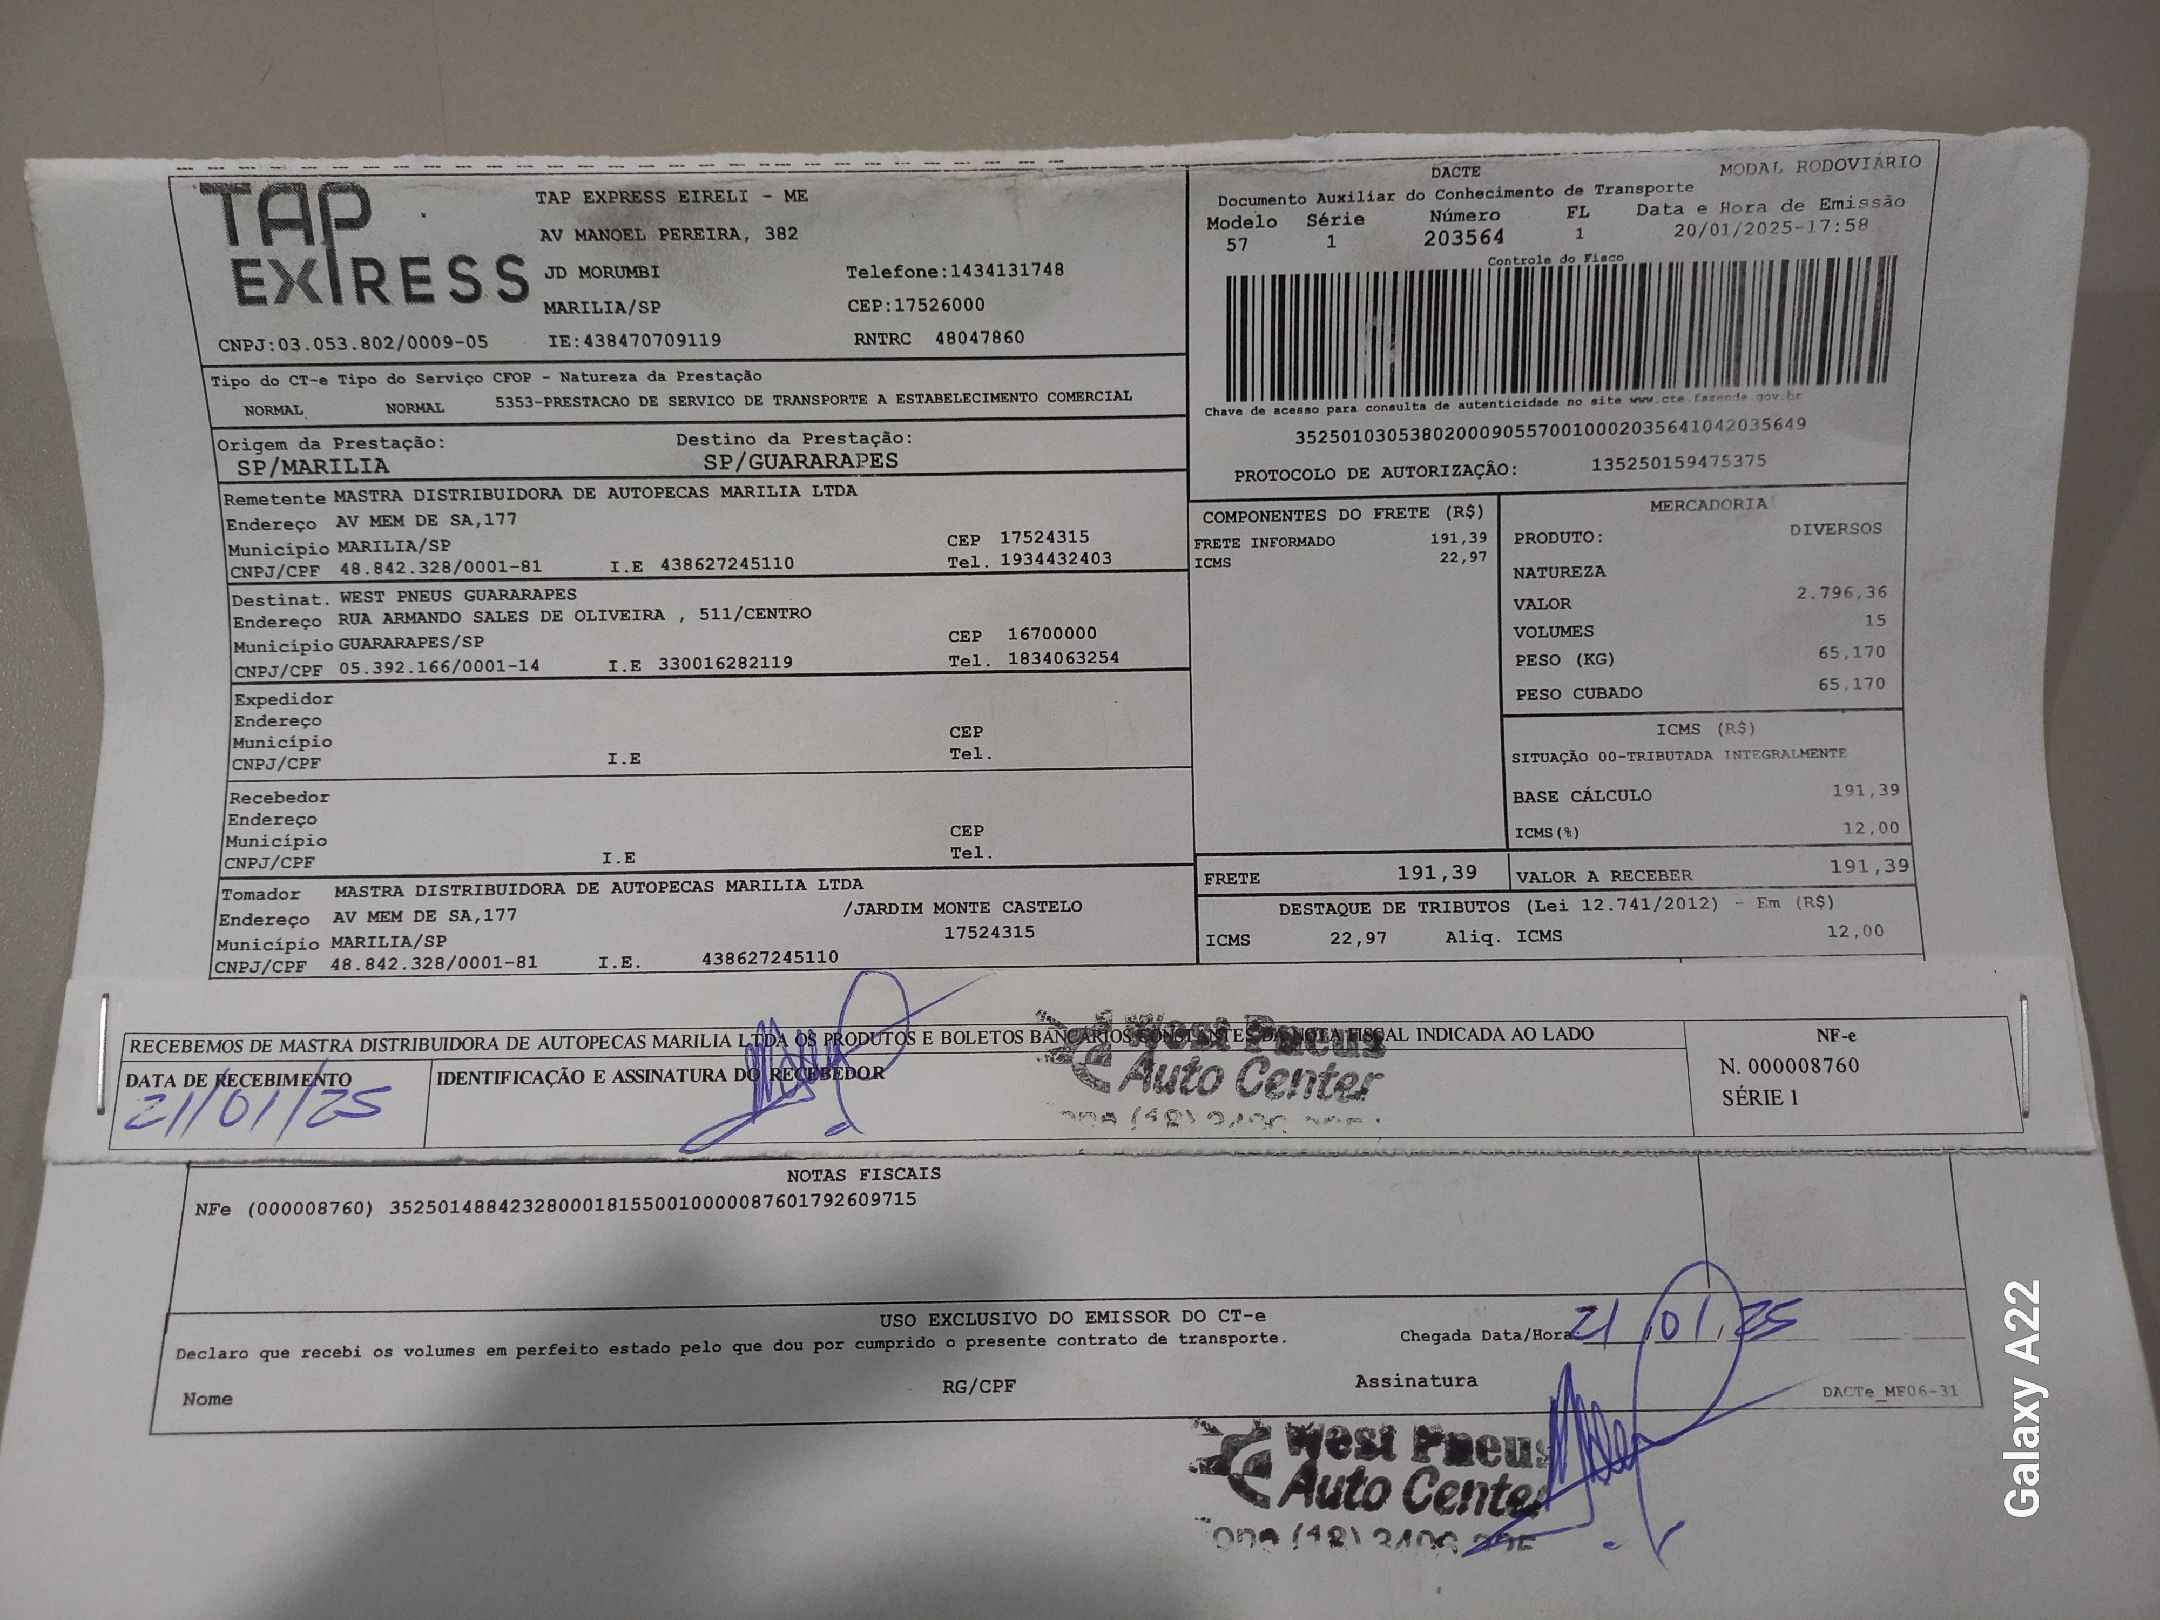 TAP EXPRESS
TAP EXPRESS EIRELI - ME
AV MANOEL PEREIRA, 382
JD MORUMBI Telefone:1434131748
MARILIA/SP CEP:17526000
CNPJ:03.053.802/0009-05 IE:438470709119 RNTRC 48047860
DACTE MODAL RODOVIÁRIO
Documento Auxiliar do Conhecimento de Transporte
Modelo Série Número FL Data e Hora de Emissão
57 1 203564 1 20/01/2025-17:58
Controle do Fisco
Chave de acesso para consulta de autenticidade no site www.cte.fazenda.gov.br
35250103053802000905570010002035641042035649
PROTOCOLO DE AUTORIZAÇÃO: 135250159475375
Tipo do CT-e Tipo do Serviço CFOP - Natureza da Prestação
NORMAL NORMAL 5353-PRESTACAO DE SERVICO DE TRANSPORTE A ESTABELECIMENTO COMERCIAL
Origem da Prestação: Destino da Prestação:
SP/MARILIA SP/GUARARAPES
Remetente MASTRA DISTRIBUIDORA DE AUTOPECAS MARILIA LTDA
Endereço AV MEM DE SA,177
Município MARILIA/SP CEP 17524315
CNPJ/CPF 48.842.328/0001-81 I.E 438627245110 Tel. 1934432403
Destinat. WEST PNEUS GUARARAPES
Endereço RUA ARMANDO SALES DE OLIVEIRA , 511/CENTRO
Município GUARARAPES/SP CEP 16700000
CNPJ/CPF 05.392.166/0001-14 I.E 330016282119 Tel. 1834063254
Expedidor
Endereço
Município CEP
CNPJ/CPF I.E Tel.
Recebedor
Endereço
Município CEP
CNPJ/CPF I.E Tel.
Tomador MASTRA DISTRIBUIDORA DE AUTOPECAS MARILIA LTDA
Endereço AV MEM DE SA,177 /JARDIM MONTE CASTELO
Município MARILIA/SP 17524315
CNPJ/CPF 48.842.328/0001-81 I.E. 438627245110
COMPONENTES DO FRETE (R$)
FRETE INFORMADO 191,39
ICMS 22,97
MERCADORIA
PRODUTO: DIVERSOS
NATUREZA
VALOR 2.796,36
VOLUMES 15
PESO (KG) 65,170
PESO CUBADO 65,170
ICMS (R$)
SITUAÇÃO 00-TRIBUTADA INTEGRALMENTE
BASE CÁLCULO 191,39
ICMS(%) 12,00
FRETE 191,39 VALOR A RECEBER 191,39
DESTAQUE DE TRIBUTOS (Lei 12.741/2012) - Em (R$)
ICMS 22,97 Aliq. ICMS 12,00
RECEBEMOS DE MASTRA DISTRIBUIDORA DE AUTOPECAS MARILIA LTDA OS PRODUTOS E BOLETOS BANCÁRIOS CONSTANTES DA NOTA FISCAL INDICADA AO LADO
DATA DE RECEBIMENTO IDENTIFICAÇÃO E ASSINATURA DO RECEBEDOR
21/01/25
West Pneus
Auto Center
NF-e
N. 000008760
SÉRIE 1
NOTAS FISCAIS
NFe (000008760) 35250148842328000181550010000087601792609715
USO EXCLUSIVO DO EMISSOR DO CT-e
Declaro que recebi os volumes em perfeito estado pelo que dou por cumprido o presente contrato de transporte. Chegada Data/Hora: 21/01/25
Nome RG/CPF Assinatura DACTe_MF06-31
West Pneus
Auto Center
Galaxy A22